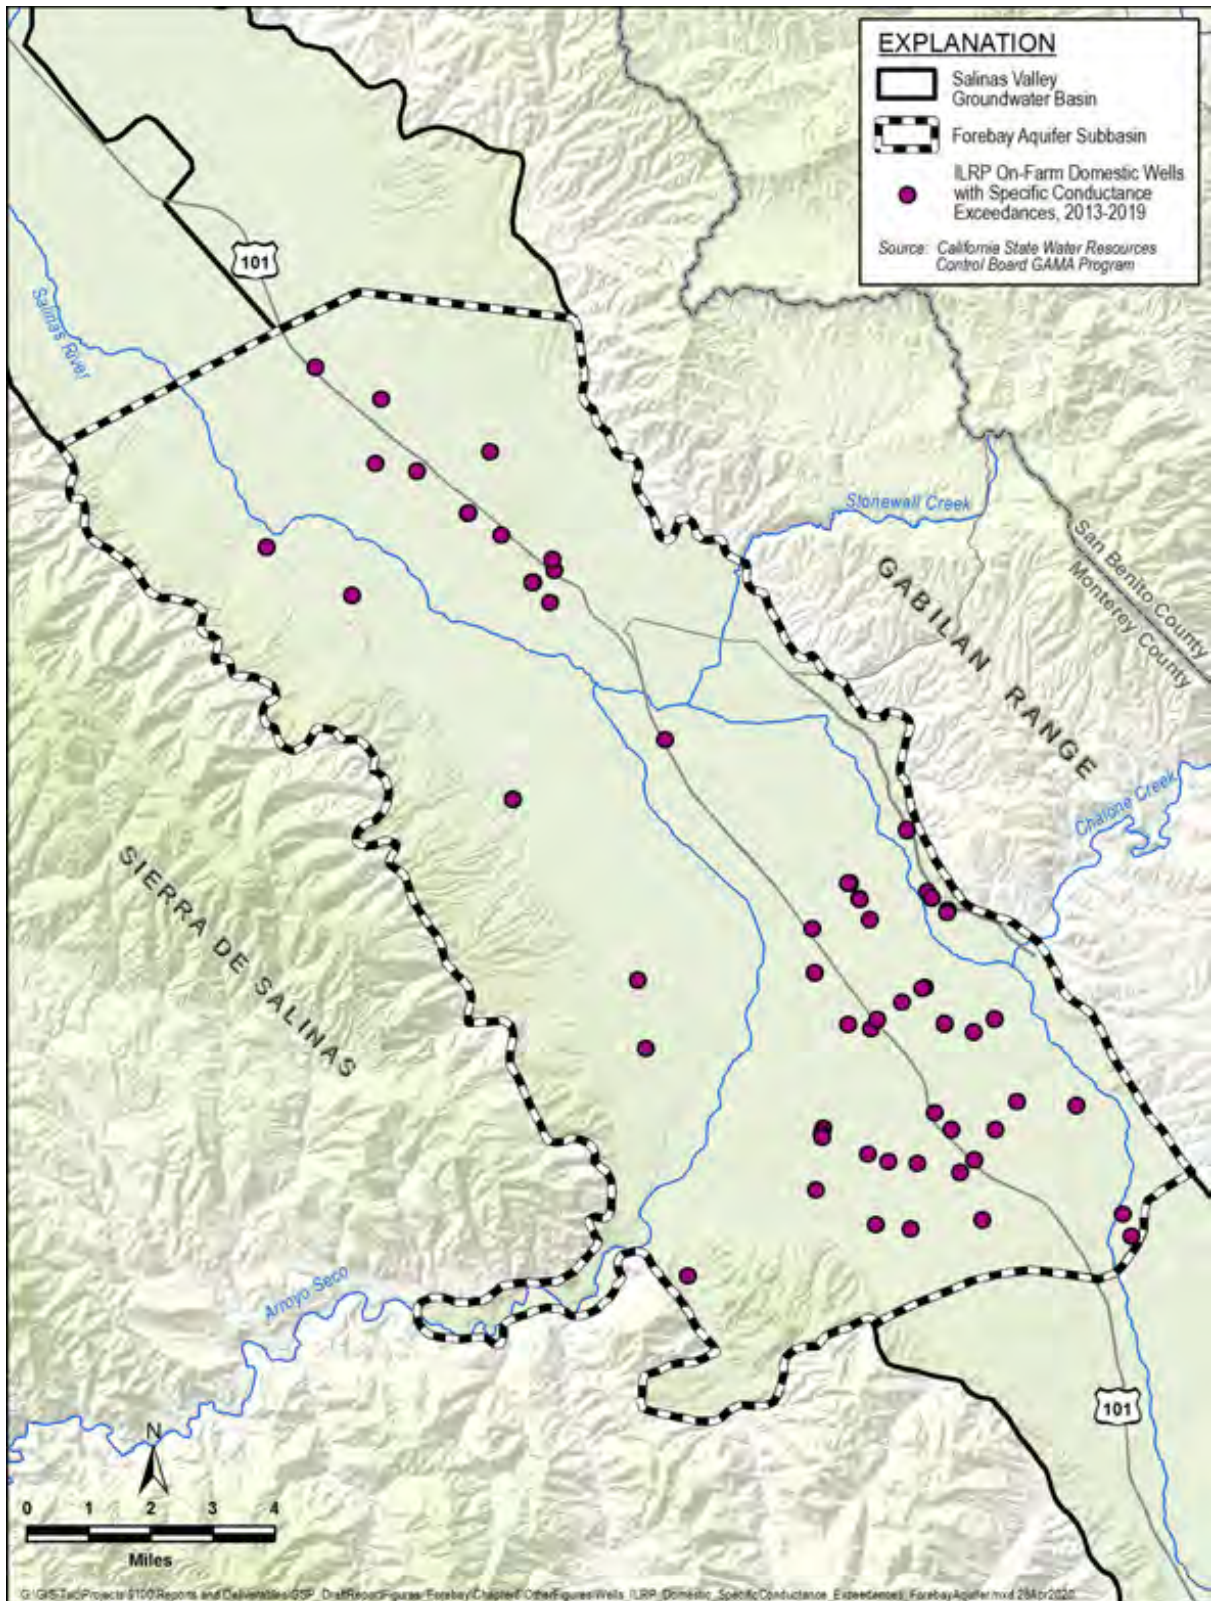 EXPLANATION
Salinas Valley
Groundwater Basin
Forebay Aquifer Subbasin
ILRP On-Farm Domestic Wells
with Specific Conductance
Exceedances, 2013-2019
Source: California State Water Resources
Control Board GAMA Program
101
Salinas River
Stonewall Creek
San Benito County
Monterey County
GABILAN RANGE
Chalone Creek
SIERRA DE SALINAS
Arroyo Seco
101
N
0 1 2 3 4
Miles